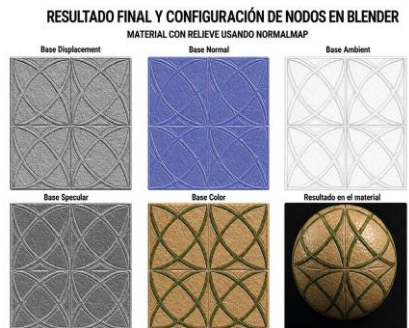 RESULTADO FINAL Y CONFIGURACIÓN DE NODOS EN BLENDER
MATERIAL CON RELIEVE USANDO NORMALMAP
Base Displacement
Base Normal
Base Ambient
Base Specular
Base Color
Resultado en el material